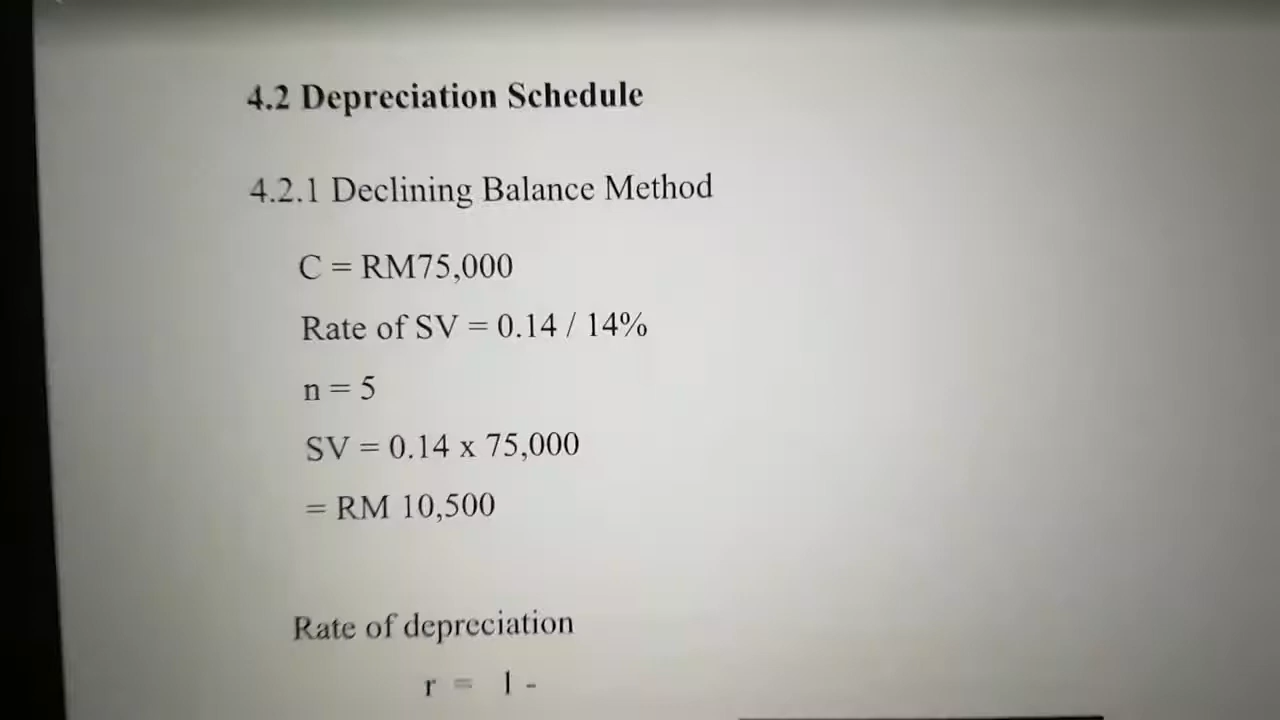 4.2 Depreciation Schedule
4.2.1 Declining Balance Method
C = RM75,000
Rate of SV = 0.14 / 14%
n = 5
SV = 0.14 x 75,000
= RM 10,500
Rate of depreciation
r = 1 -